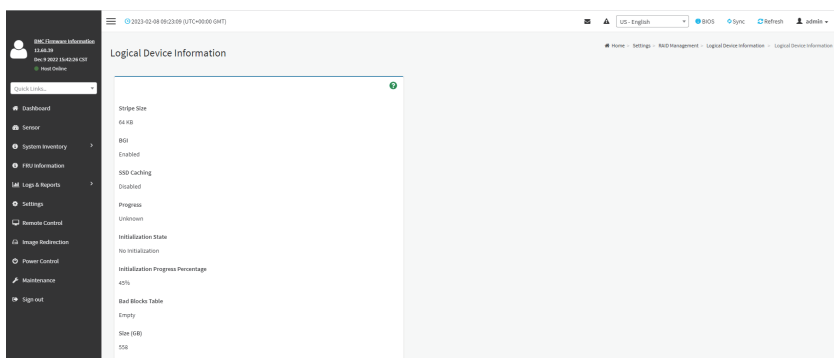 2023-02-08 09:23:09 (UTC+00:00 GMT)
US - English
BIOS
Sync
Refresh
admin
BMC Firmware Information
12.60.39
Dec 9 2022 15:42:26 CST
Host Online
Quick Links...
Dashboard
Sensor
System Inventory
FRU Information
Logs & Reports
Settings
Remote Control
Image Redirection
Power Control
Maintenance
Sign out
Logical Device Information
Home > Settings > RAID Management > Logical Device Information > Logical Device Information
Stripe Size
64 KB
BGI
Enabled
SSD Caching
Disabled
Progress
Unknown
Initialization State
No Initialization
Initialization Progress Percentage
45%
Bad Blocks Table
Empty
Size (GB)
558